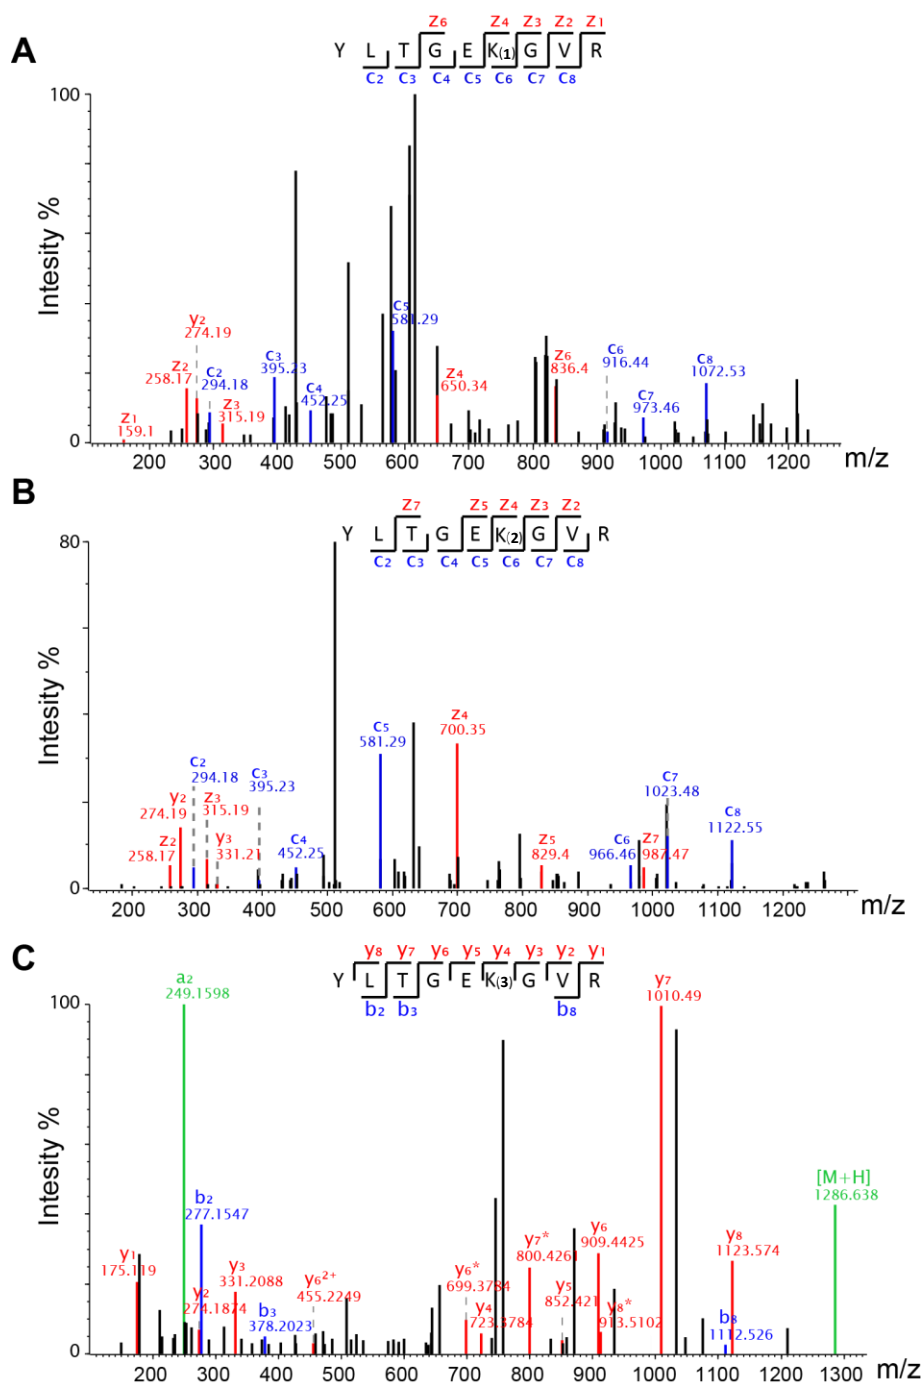 A
z6 z4 z3 z2 z1
Y L T G E K(1) G V R
c2 c3 c4 c5 c6 c7 c8
100
Intesity %
0
z1
159.1
z2
258.17
y2
274.19
c2
294.18
z3
315.19
c3
395.23
c4
452.25
c5
581.29
z4
650.34
z6
836.4
c6
916.44
c7
973.46
c8
1072.53
200 300 400 500 600 700 800 900 1000 1100 1200 m/z
B
z7 z5 z4 z3 z2
Y L T G E K(2) G V R
c2 c3 c4 c5 c6 c7 c8
80
Intesity %
0
z2
258.17
y2
274.19
c2
294.18
z3
315.19
y3
331.21
c3
395.23
c4
452.25
c5
581.29
z4
700.35
z5
829.4
c6
966.46
z7
987.47
c7
1023.48
c8
1122.55
200 300 400 500 600 700 800 900 1000 1100 1200 m/z
C
y8 y7 y6 y5 y4 y3 y2 y1
Y L T G E K(3) G V R
b2 b3 b8
100
Intesity %
0
y1
175.119
a2
249.1598
y2
274.1874
b2
277.1547
y3
331.2088
b3
378.2023
y6²⁺
455.2249
y6*
699.3784
y4
723.3784
y7*
800.4261
y5
852.421
y6
909.4425
y8*
913.5102
y7
1010.49
b8
1112.526
y8
1123.574
[M+H]
1286.638
200 300 400 500 600 700 800 900 1000 1100 1200 1300 m/z